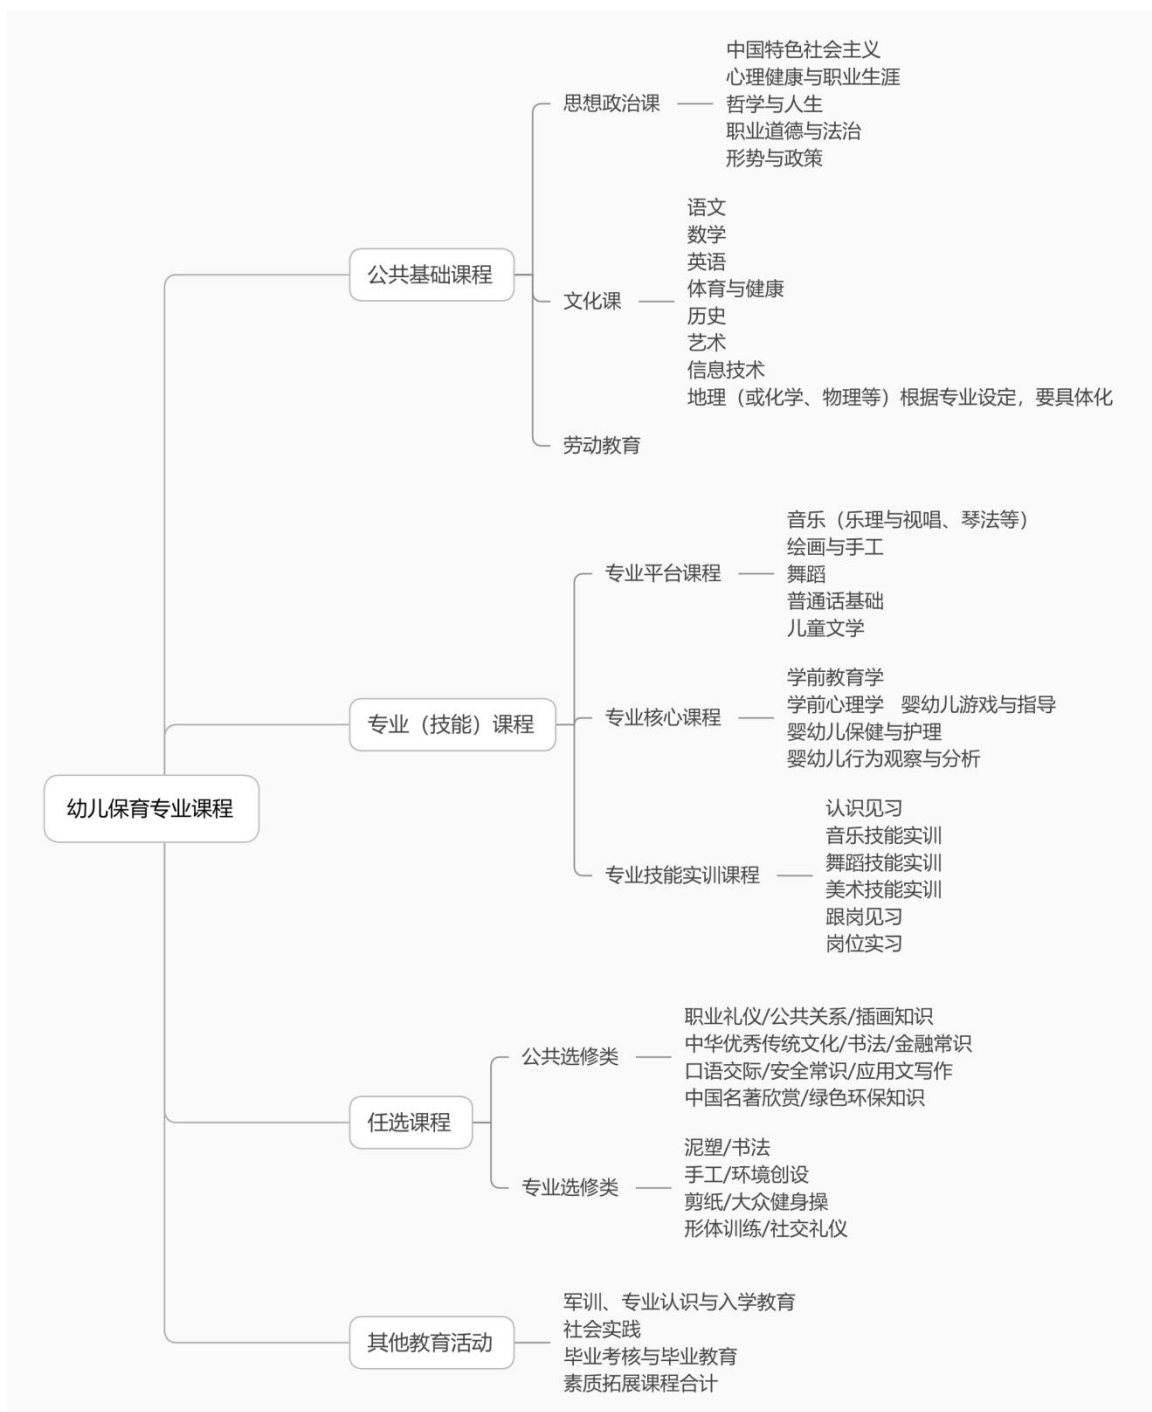 幼儿保育专业课程
公共基础课程
思想政治课
中国特色社会主义
心理健康与职业生涯
哲学与人生
职业道德与法治
形势与政策
文化课
语文
数学
英语
体育与健康
历史
艺术
信息技术
地理（或化学、物理等）根据专业设定，要具体化
劳动教育
专业（技能）课程
专业平台课程
音乐（乐理与视唱、琴法等）
绘画与手工
舞蹈
普通话基础
儿童文学
专业核心课程
学前教育学
学前心理学　婴幼儿游戏与指导
婴幼儿保健与护理
婴幼儿行为观察与分析
专业技能实训课程
认识见习
音乐技能实训
舞蹈技能实训
美术技能实训
跟岗见习
岗位实习
任选课程
公共选修类
职业礼仪/公共关系/插画知识
中华优秀传统文化/书法/金融常识
口语交际/安全常识/应用文写作
中国名著欣赏/绿色环保知识
专业选修类
泥塑/书法
手工/环境创设
剪纸/大众健身操
形体训练/社交礼仪
其他教育活动
军训、专业认识与入学教育
社会实践
毕业考核与毕业教育
素质拓展课程合计